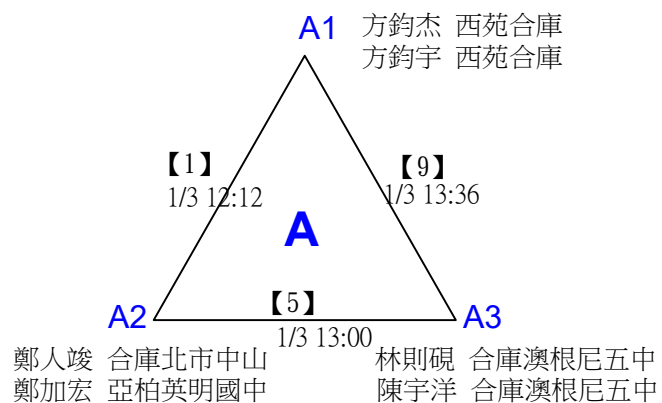 A1
方鈞杰 西苑合庫
方鈞宇 西苑合庫
【1】
1/3 12:12
【9】
1/3 13:36
A
【5】
1/3 13:00
A2
鄭人竣 合庫北市中山
鄭加宏 亞柏英明國中
A3
林則硯 合庫澳根尼五中
陳宇洋 合庫澳根尼五中